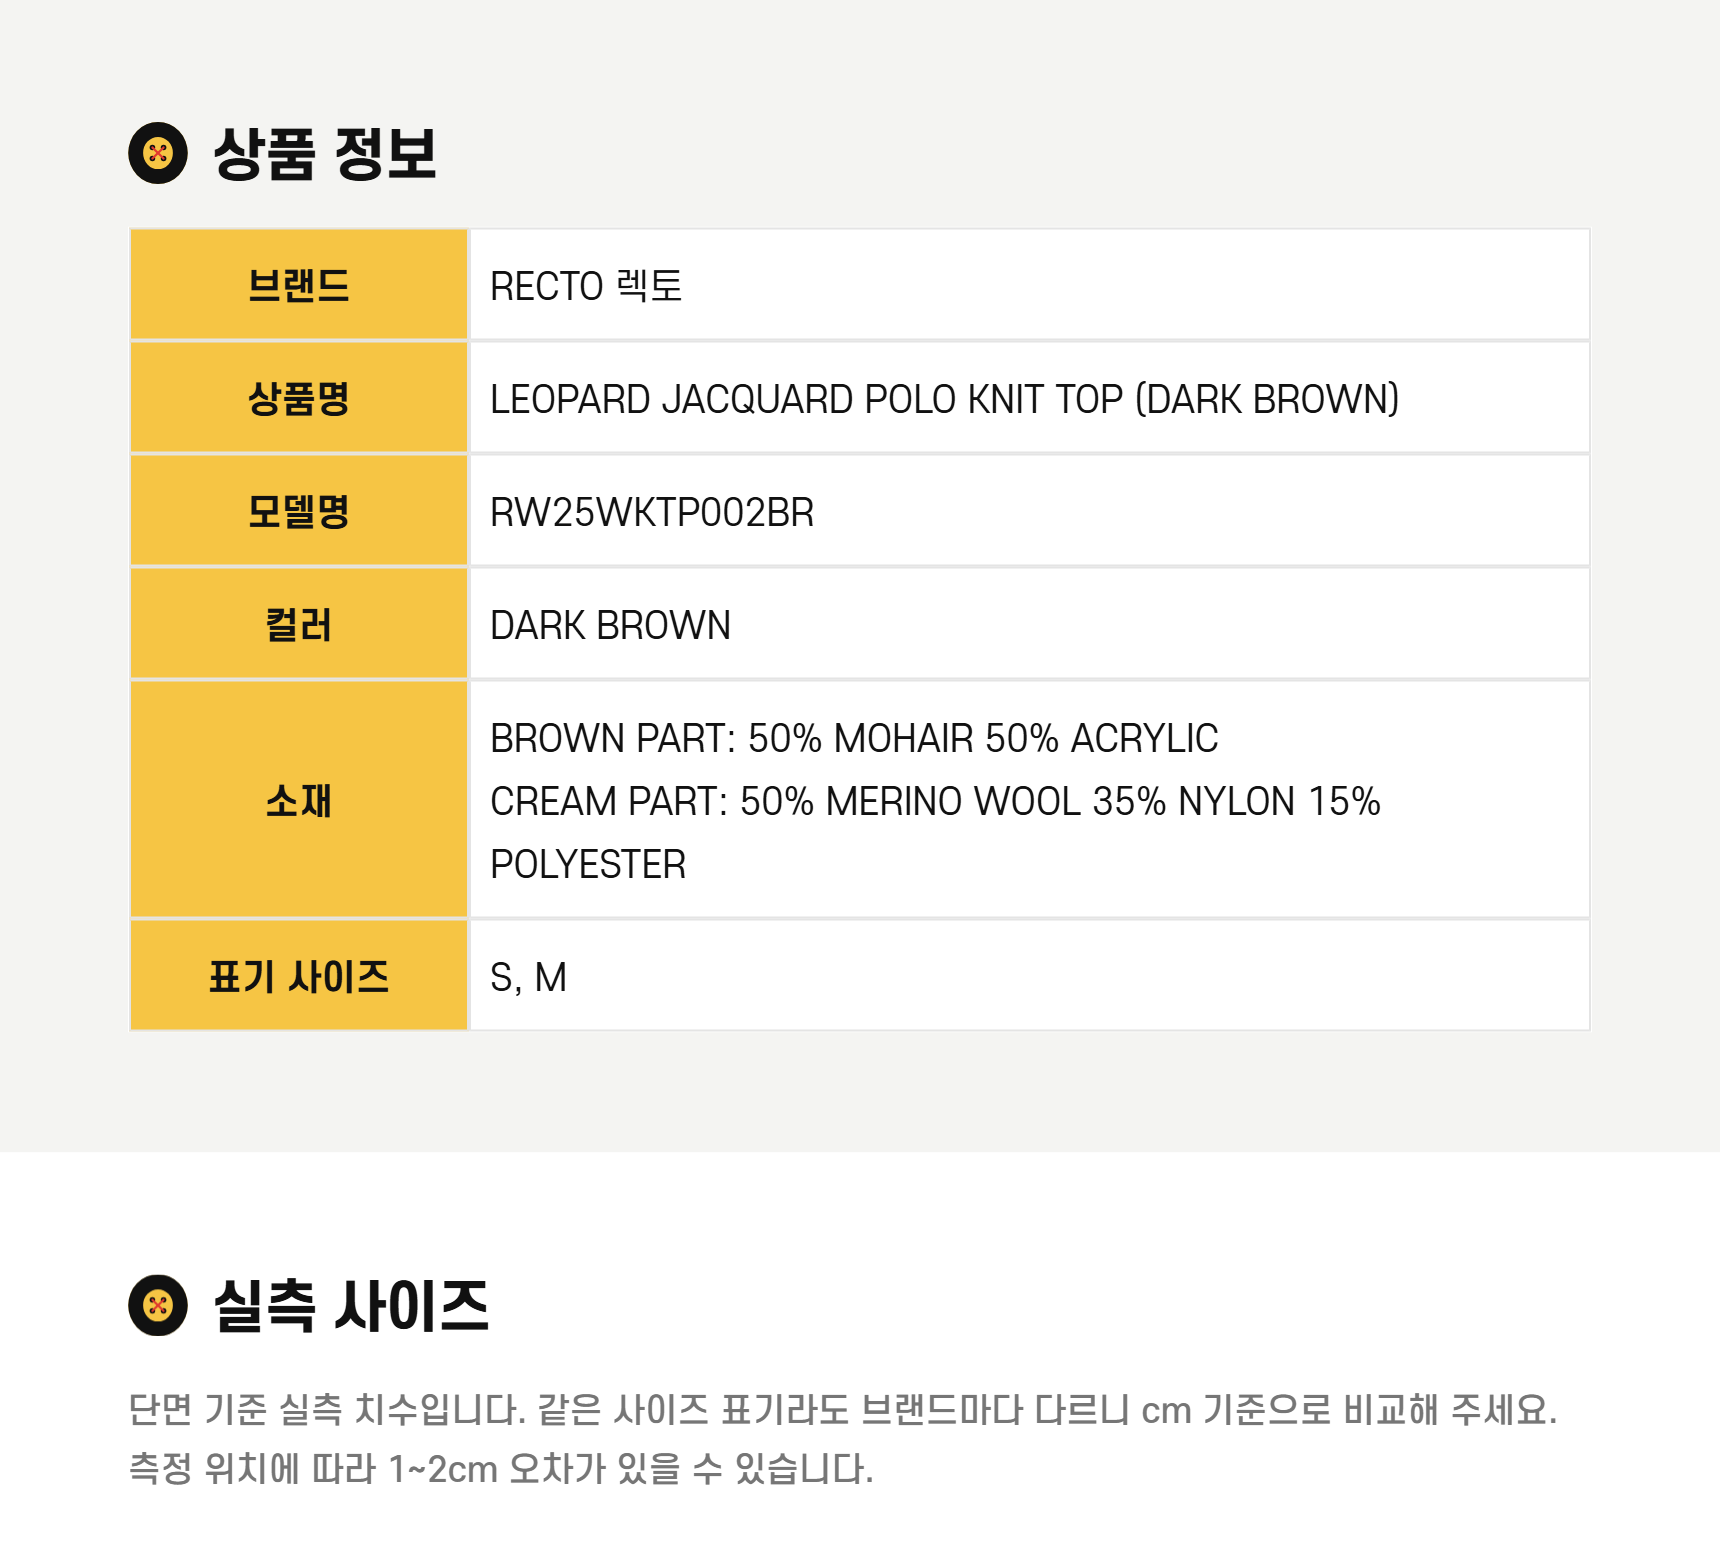 상품 정보
브랜드 RECTO 렉토
상품명 LEOPARD JACQUARD POLO KNIT TOP (DARK BROWN)
모델명 RW25WKTP002BR
컬러 DARK BROWN
소재 BROWN PART: 50% MOHAIR 50% ACRYLIC
CREAM PART: 50% MERINO WOOL 35% NYLON 15%
POLYESTER
표기 사이즈 S, M
실측 사이즈
단면 기준 실측 치수입니다. 같은 사이즈 표기라도 브랜드마다 다르니 cm 기준으로 비교해 주세요.
측정 위치에 따라 1~2cm 오차가 있을 수 있습니다.